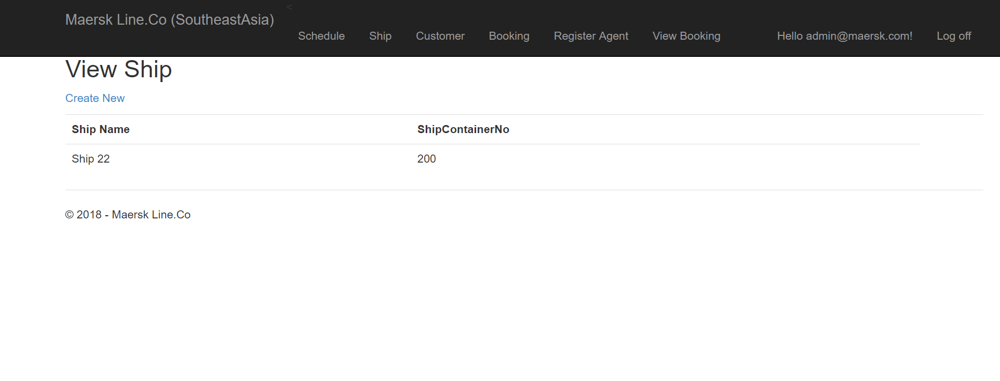 <
Maersk Line.Co (SoutheastAsia)
Schedule Ship Customer Booking Register Agent View Booking Hello admin@maersk.com! Log off
View Ship
Create New
Ship Name ShipContainerNo
Ship 22 200
© 2018 - Maersk Line.Co